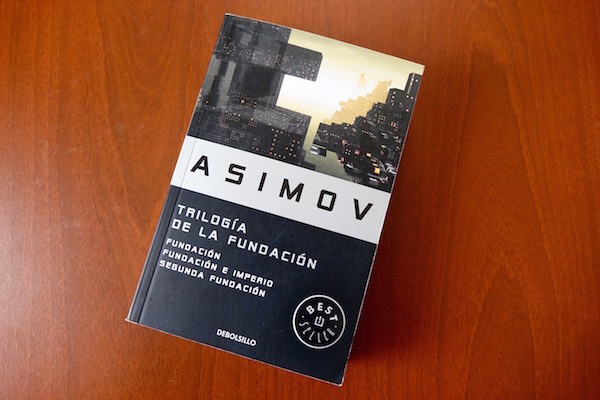 ASIMOV
TRILOGÍA
DE LA FUNDACIÓN
FUNDACIÓN
FUNDACIÓN E IMPERIO
SEGUNDA FUNDACIÓN
BEST
SELLER
DEBOLSILLO